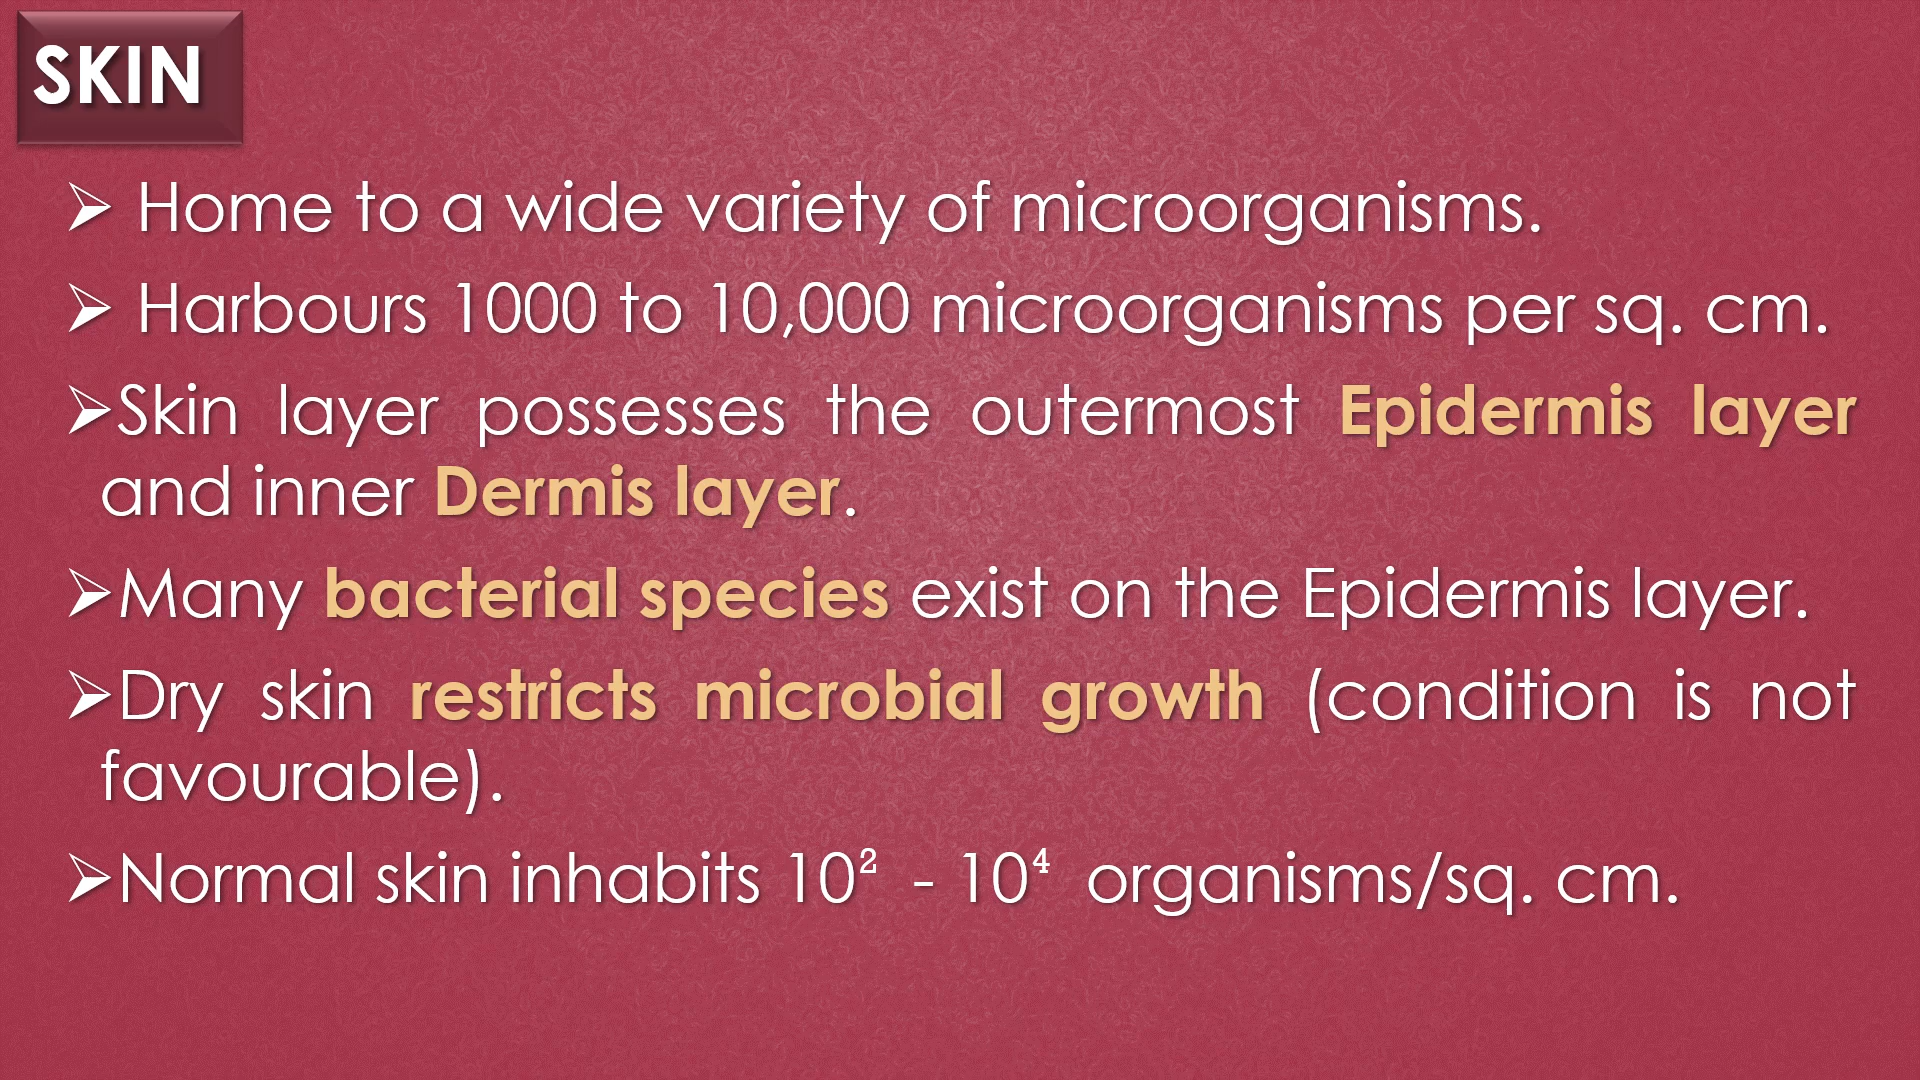 SKIN
➢ Home to a wide variety of microorganisms.
➢ Harbours 1000 to 10,000 microorganisms per sq. cm.
➢Skin layer possesses the outermost Epidermis layer
and inner Dermis layer.
➢Many bacterial species exist on the Epidermis layer.
➢Dry skin restricts microbial growth (condition is not
favourable).
➢Normal skin inhabits 10² - 10⁴ organisms/sq. cm.